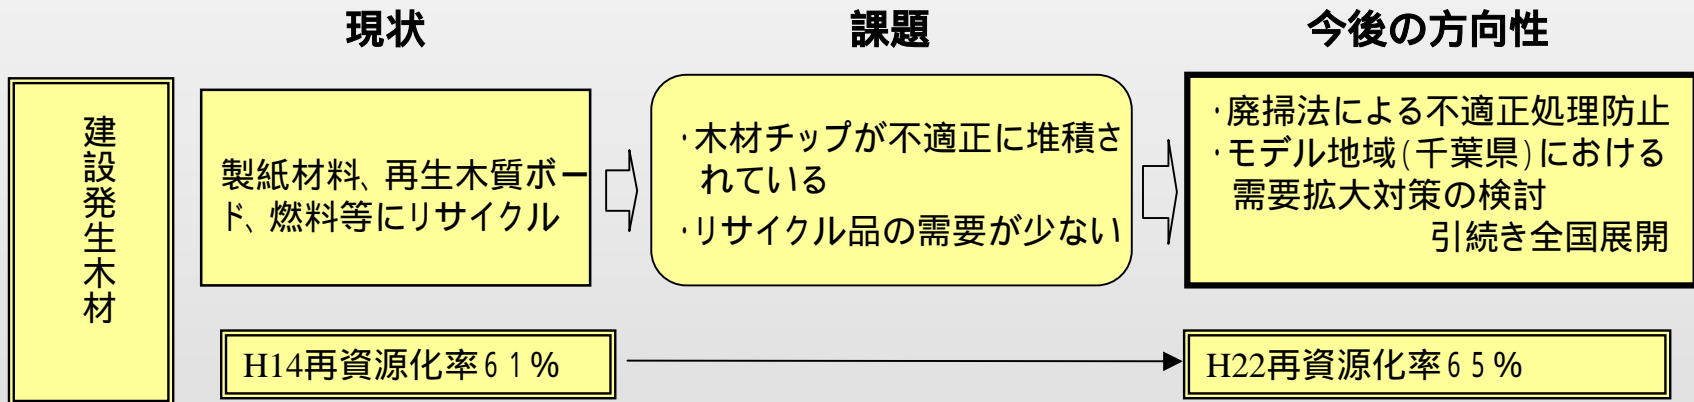 現状
課題
今後の方向性
建設発生木材
製紙材料、再生木質ボー
ド、燃料等にリサイクル
・木材チップが不適正に堆積さ
れている
・リサイクル品の需要が少ない
・廃掃法による不適正処理防止
・モデル地域(千葉県)における
需要拡大対策の検討
引続き全国展開
H14再資源化率61%
H22再資源化率65%